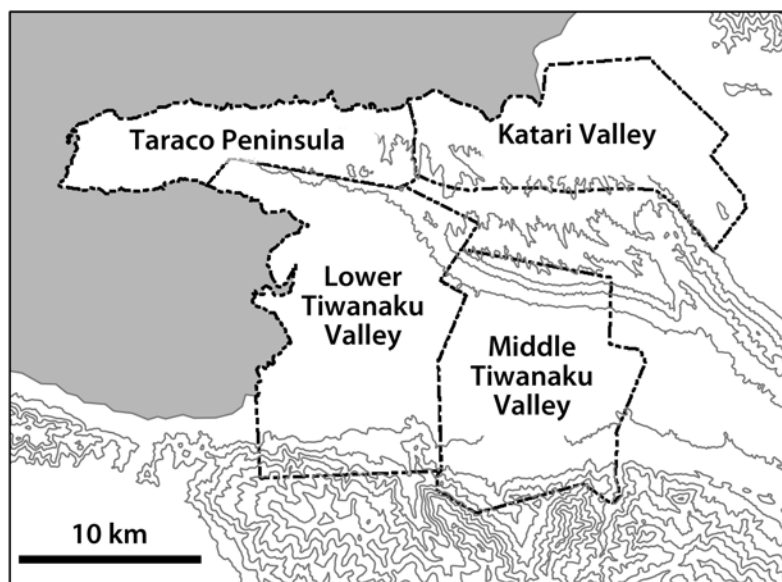 Taraco Peninsula
Katari Valley
Lower
Tiwanaku
Valley
Middle
Tiwanaku
Valley
10 km